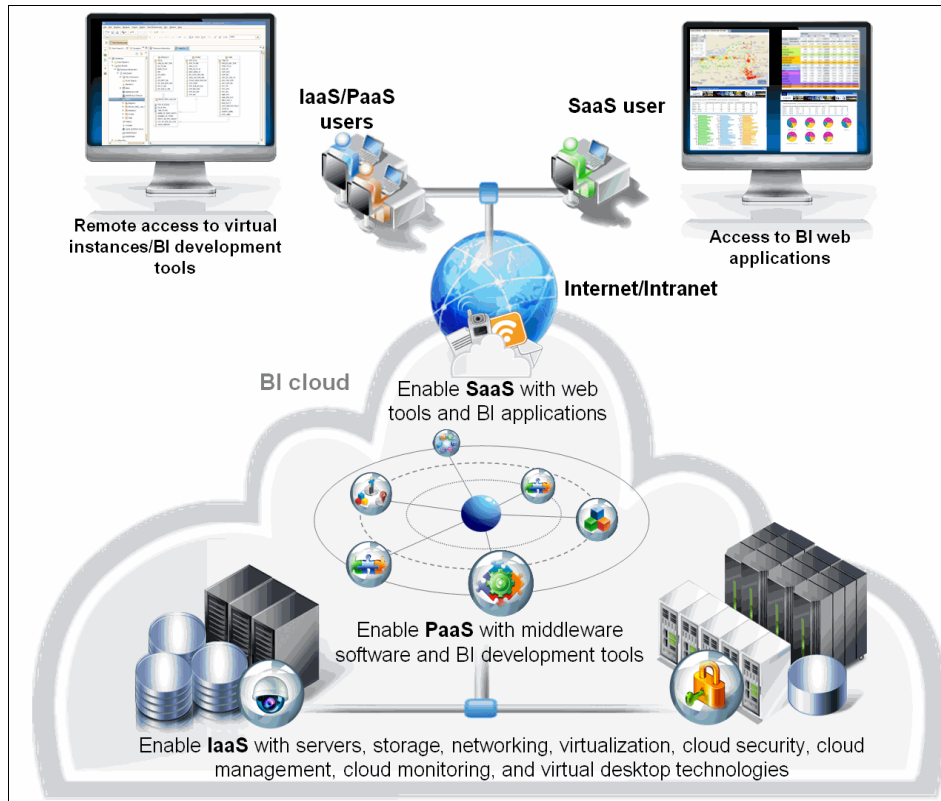 IaaS/PaaS
users
SaaS user
Remote access to virtual
instances/BI development
tools
Access to BI web
applications
Internet/Intranet
BI cloud
Enable SaaS with web
tools and BI applications
Enable PaaS with middleware
software and BI development tools
Enable IaaS with servers, storage, networking, virtualization, cloud security, cloud
management, cloud monitoring, and virtual desktop technologies